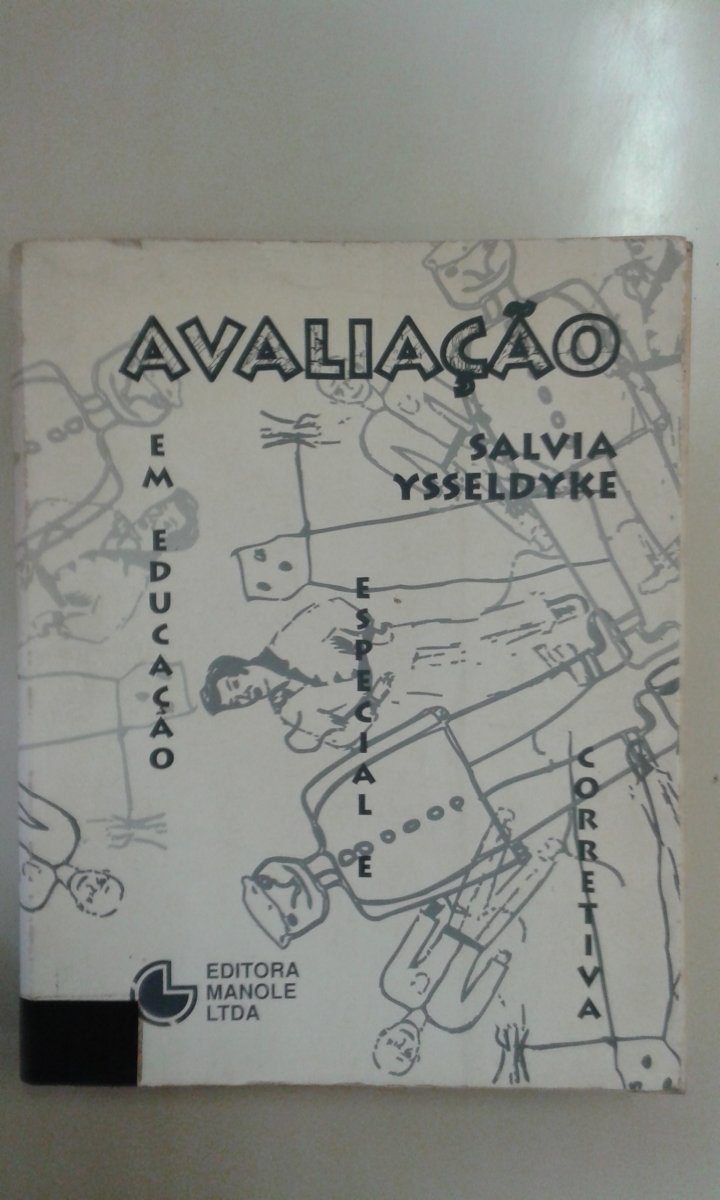 AVALIAÇÃO
EM EDUCAÇÃO
ESPECIAL E
CORRETIVA
SALVIA
YSSELDYKE
EDITORA
MANOLE
LTDA